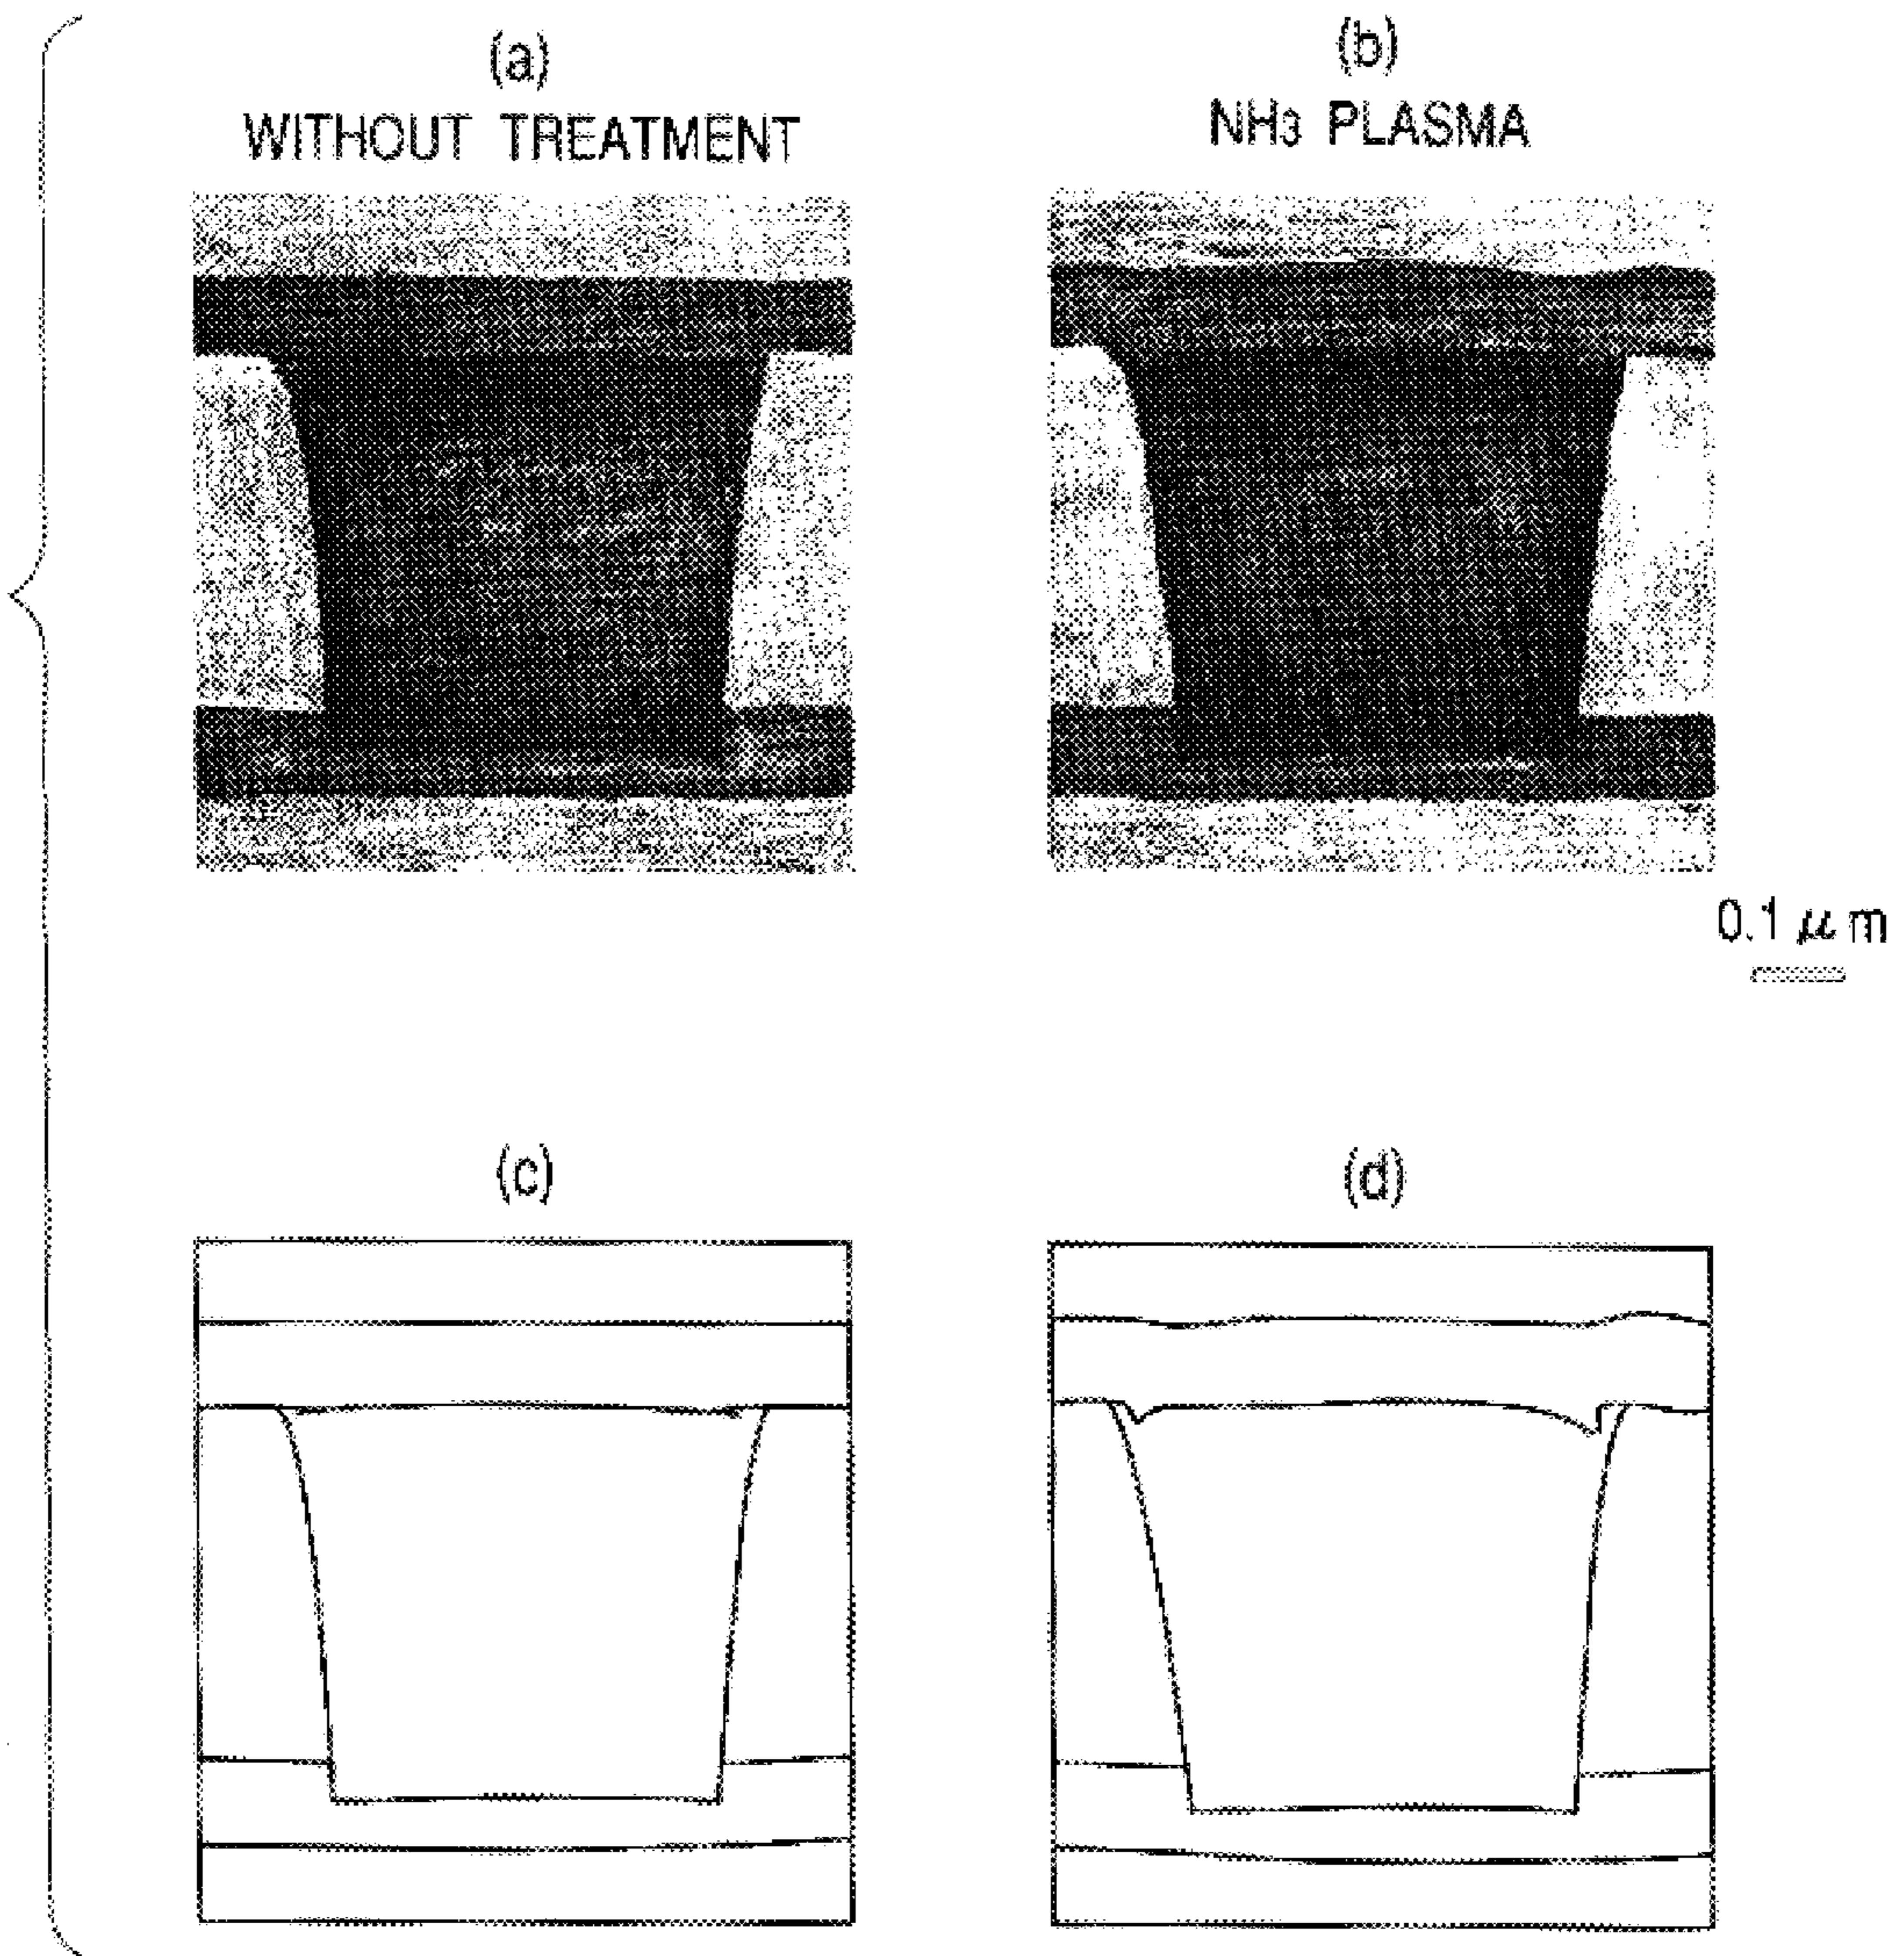 (a)
WITHOUT TREATMENT
(b)
NH3 PLASMA
0.1 μm
(c)
(d)